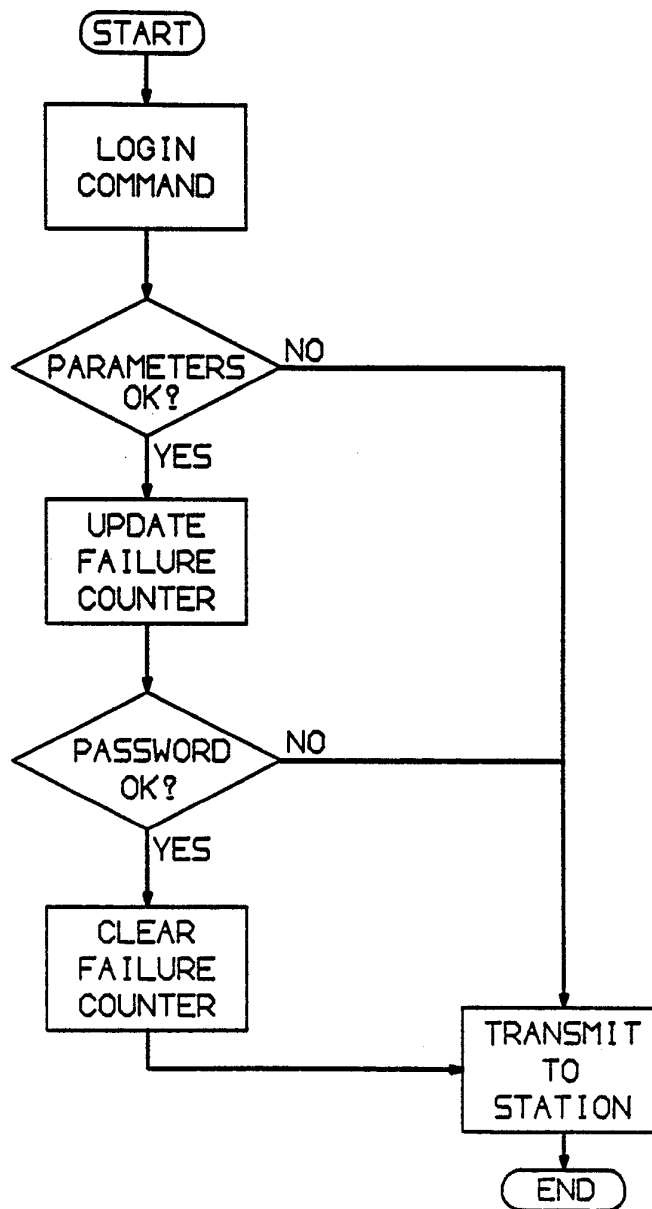 START
LOGIN
COMMAND
PARAMETERS
OK?
NO
YES
UPDATE
FAILURE
COUNTER
PASSWORD
OK?
NO
YES
CLEAR
FAILURE
COUNTER
TRANSMIT
TO
STATION
END